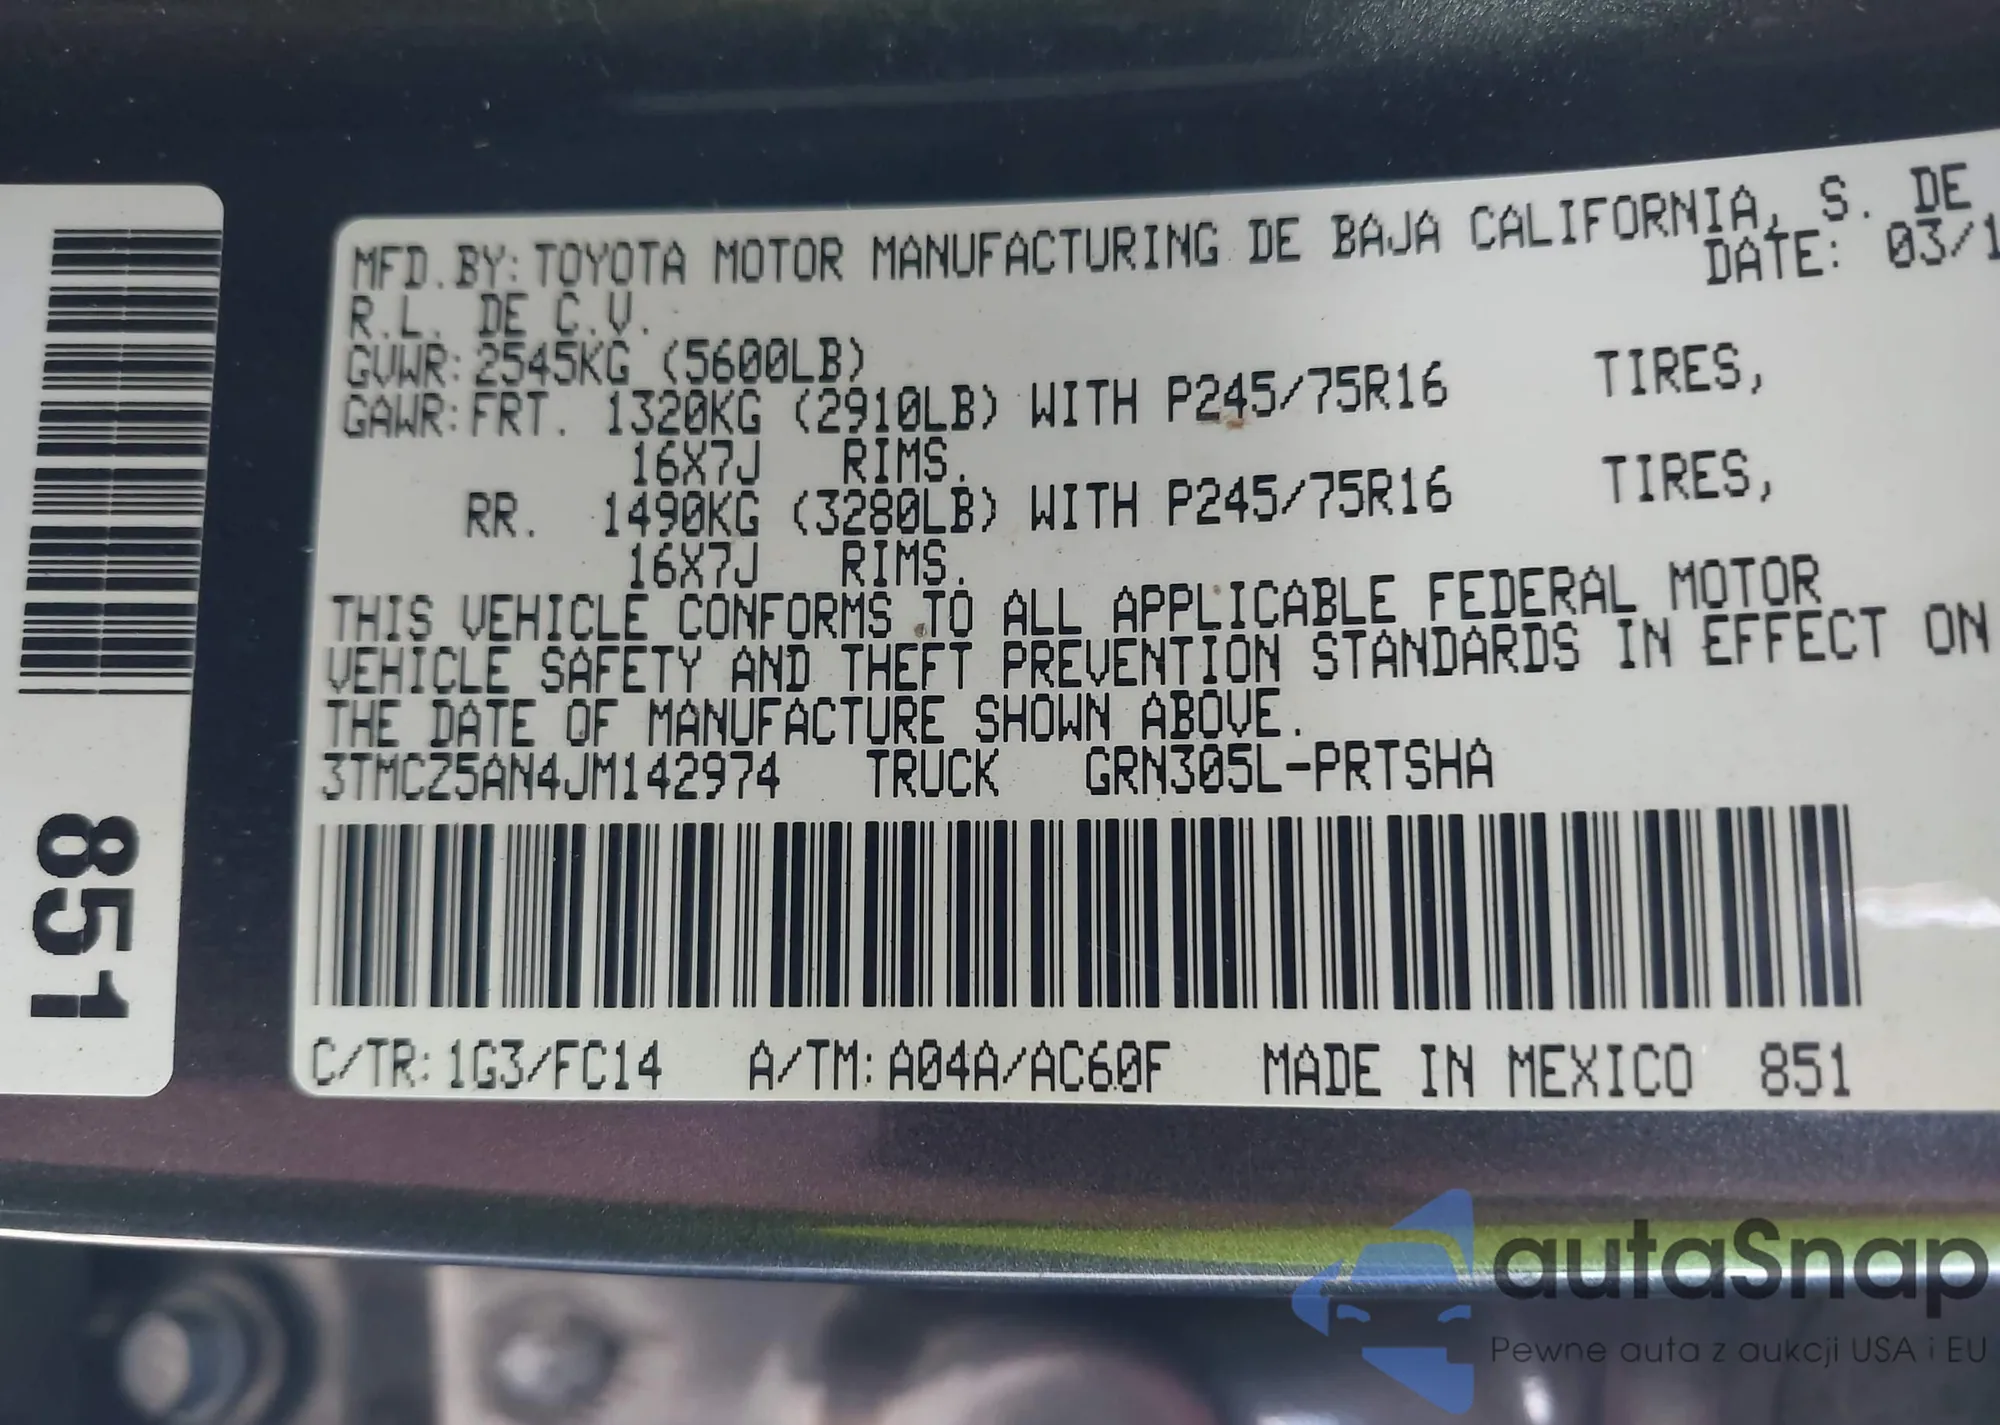 MFD.BY: TOYOTA MOTOR MANUFACTURING DE BAJA CALIFORNIA, S. DE
R.L. DE C.V.
DATE: 03/1
GVWR: 2545KG (5600LB)
GAWR: FRT. 1320KG (2910LB) WITH P245/75R16 TIRES,
16X7J RIMS.
RR. 1490KG (3280LB) WITH P245/75R16 TIRES,
16X7J RIMS.
THIS VEHICLE CONFORMS TO ALL APPLICABLE FEDERAL MOTOR
VEHICLE SAFETY AND THEFT PREVENTION STANDARDS IN EFFECT ON
THE DATE OF MANUFACTURE SHOWN ABOVE.
3TMCZ5AN4JM142974 TRUCK GRN305L-PRTSHA
C/TR: 1G3/FC14 A/TM: A04A/AC60F MADE IN MEXICO 851
851
autaSnap
Pewne auta z aukcji USA i EU